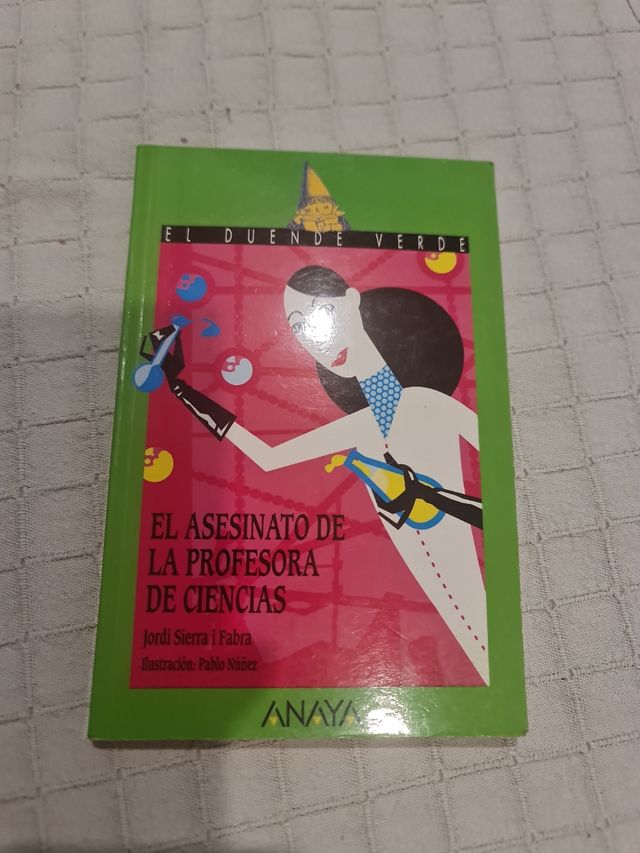 EL DUENDE VERDE
EL ASESINATO DE
LA PROFESORA
DE CIENCIAS
Jordi Sierra i Fabra
Ilustración: Pablo Núñez
ANAYA